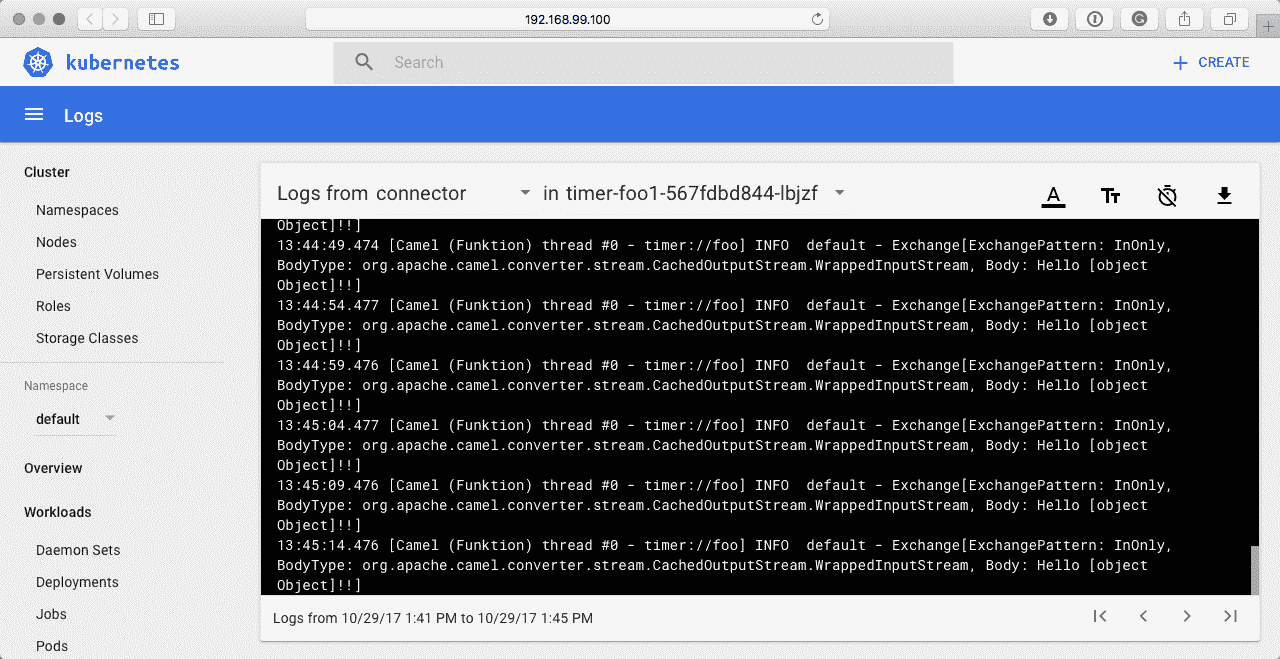 192.168.99.100
kubernetes
Search
CREATE
Logs
Cluster
Namespaces
Nodes
Persistent Volumes
Roles
Storage Classes
Namespace
default
Overview
Workloads
Daemon Sets
Deployments
Jobs
Pods
Logs from connector in timer-foo1-567fdbd844-lbjzf
Object]!!]
13:44:49.474 [Camel (Funktion) thread #0 - timer://foo] INFO  default - Exchange[ExchangePattern: InOnly,
BodyType: org.apache.camel.converter.stream.CachedOutputStream.WrappedInputStream, Body: Hello [object
Object]!!]
13:44:54.477 [Camel (Funktion) thread #0 - timer://foo] INFO  default - Exchange[ExchangePattern: InOnly,
BodyType: org.apache.camel.converter.stream.CachedOutputStream.WrappedInputStream, Body: Hello [object
Object]!!]
13:44:59.476 [Camel (Funktion) thread #0 - timer://foo] INFO  default - Exchange[ExchangePattern: InOnly,
BodyType: org.apache.camel.converter.stream.CachedOutputStream.WrappedInputStream, Body: Hello [object
Object]!!]
13:45:04.477 [Camel (Funktion) thread #0 - timer://foo] INFO  default - Exchange[ExchangePattern: InOnly,
BodyType: org.apache.camel.converter.stream.CachedOutputStream.WrappedInputStream, Body: Hello [object
Object]!!]
13:45:09.476 [Camel (Funktion) thread #0 - timer://foo] INFO  default - Exchange[ExchangePattern: InOnly,
BodyType: org.apache.camel.converter.stream.CachedOutputStream.WrappedInputStream, Body: Hello [object
Object]!!]
13:45:14.476 [Camel (Funktion) thread #0 - timer://foo] INFO  default - Exchange[ExchangePattern: InOnly,
BodyType: org.apache.camel.converter.stream.CachedOutputStream.WrappedInputStream, Body: Hello [object
Object]!!]
Logs from 10/29/17 1:41 PM to 10/29/17 1:45 PM